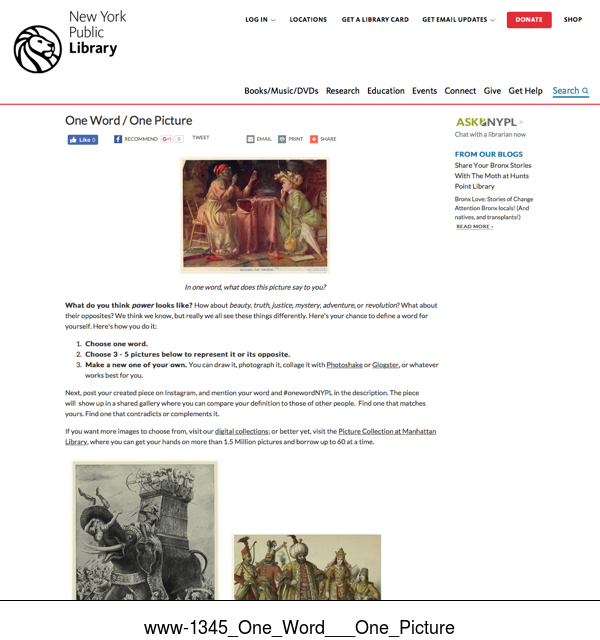 New York
Public
Library
LOG IN
LOCATIONS
GET A LIBRARY CARD
GET EMAIL UPDATES
DONATE
SHOP
Books/Music/DVDs Research Education Events Connect Give Get Help Search
One Word / One Picture
Like 0
RECOMMEND
G+1 0
TWEET
EMAIL
PRINT
SHARE
In one word, what does this picture say to you?
What do you think power looks like? How about beauty, truth, justice, mystery, adventure, or revolution? What about
their opposites? We think we know, but really we all see these things differently. Here's your chance to define a word for
yourself. Here's how you do it:
1. Choose one word.
2. Choose 3 - 5 pictures below to represent it or its opposite.
3. Make a new one of your own. You can draw it, photograph it, collage it with Photoshake or Glogster, or whatever
works best for you.
Next, post your created piece on Instagram, and mention your word and #onewordNYPL in the description. The piece
will show up in a shared gallery where you can compare your definition to those of other people. Find one that matches
yours. Find one that contradicts or complements it.
If you want more images to choose from, visit our digital collections; or better yet, visit the Picture Collection at Manhattan
Library, where you can get your hands on more than 1.5 Million pictures and borrow up to 60 at a time.
ASK NYPL >
Chat with a librarian now
FROM OUR BLOGS
Share Your Bronx Stories
With The Moth at Hunts
Point Library
Bronx Love: Stories of Change
Attention Bronx locals! (And
natives, and transplants!)
READ MORE ›
www-1345_One_Word___One_Picture